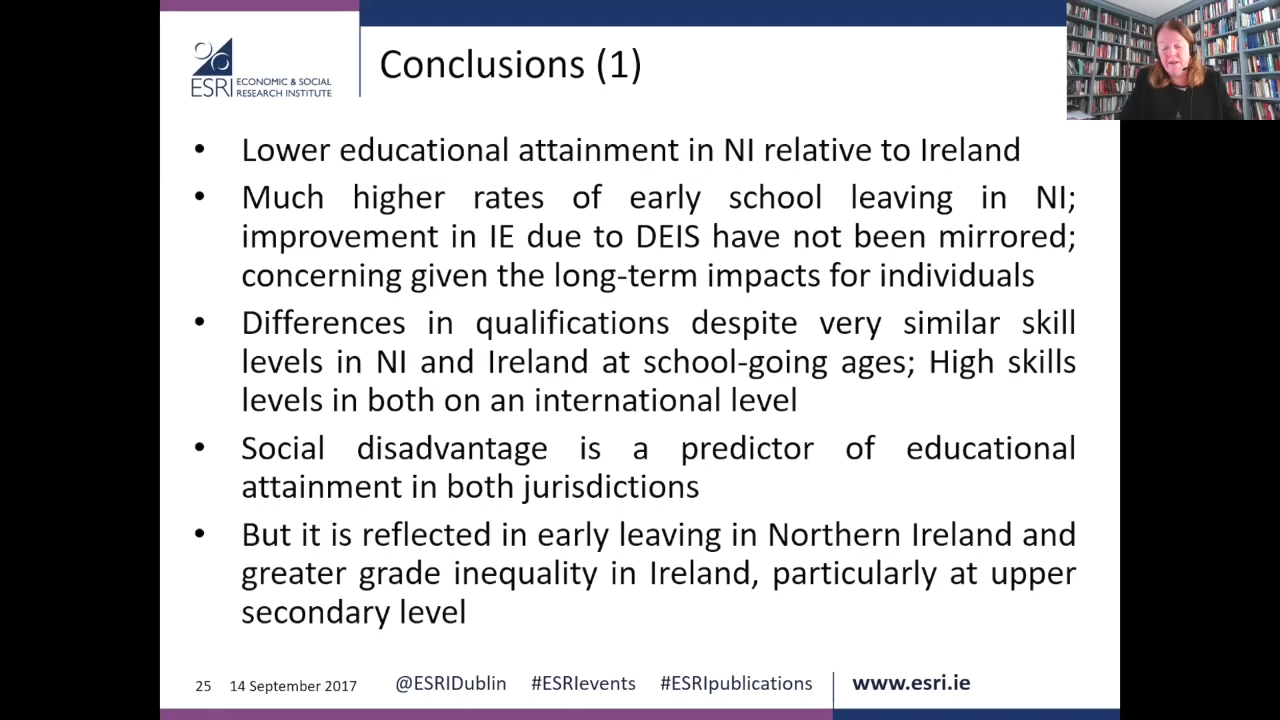 ESRI ECONOMIC & SOCIAL
RESEARCH INSTITUTE
Conclusions (1)
• Lower educational attainment in NI relative to Ireland
• Much higher rates of early school leaving in NI;
improvement in IE due to DEIS have not been mirrored;
concerning given the long-term impacts for individuals
• Differences in qualifications despite very similar skill
levels in NI and Ireland at school-going ages; High skills
levels in both on an international level
• Social disadvantage is a predictor of educational
attainment in both jurisdictions
• But it is reflected in early leaving in Northern Ireland and
greater grade inequality in Ireland, particularly at upper
secondary level
25 14 September 2017 @ESRIDublin #ESRIevents #ESRIpublications www.esri.ie